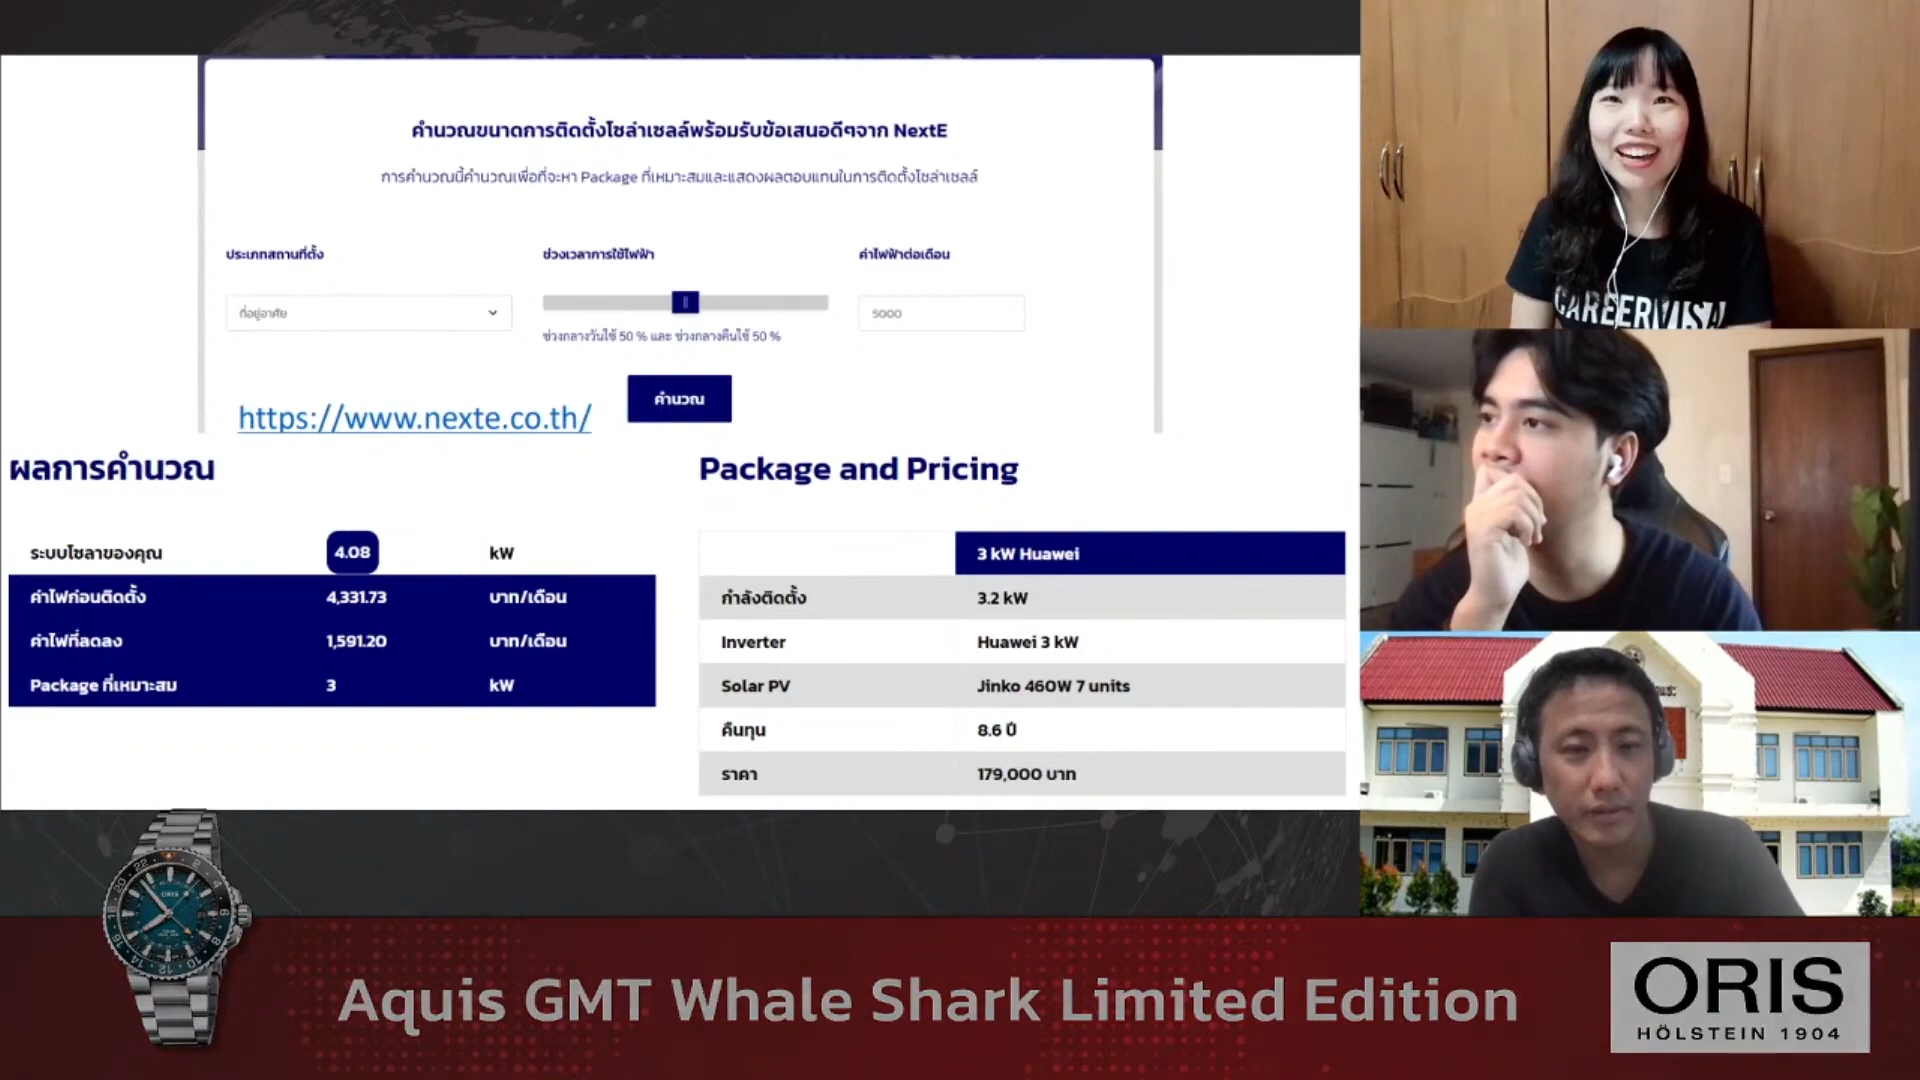 คำนวณขนาดการติดตั้งโซล่าเซลล์พร้อมรับข้อเสนอดีๆจาก NextE
การคำนวณนี้คำนวณเพื่อที่จะหา Package ที่เหมาะสมและแสดงผลตอบแทนในการติดตั้งโซล่าเซลล์
ประเภทสถานที่ตั้ง
ช่วงเวลาการใช้ไฟฟ้า
ค่าไฟฟ้าต่อเดือน
ที่อยู่อาศัย
5000
ช่วงกลางวันใช้ 50 % และ ช่วงกลางคืนใช้ 50 %
คำนวณ
https://www.nexte.co.th/
ผลการคำนวณ
ระบบโซลาของคุณ 4.08 kW
ค่าไฟก่อนติดตั้ง 4,331.73 บาท/เดือน
ค่าไฟที่ลดลง 1,591.20 บาท/เดือน
Package ที่เหมาะสม 3 kW
Package and Pricing
3 kW Huawei
กำลังติดตั้ง 3.2 kW
Inverter Huawei 3 kW
Solar PV Jinko 460W 7 units
คืนทุน 8.6 ปี
ราคา 179,000 บาท
CAREERVISA
Aquis GMT Whale Shark Limited Edition
ORIS
HÖLSTEIN 1904